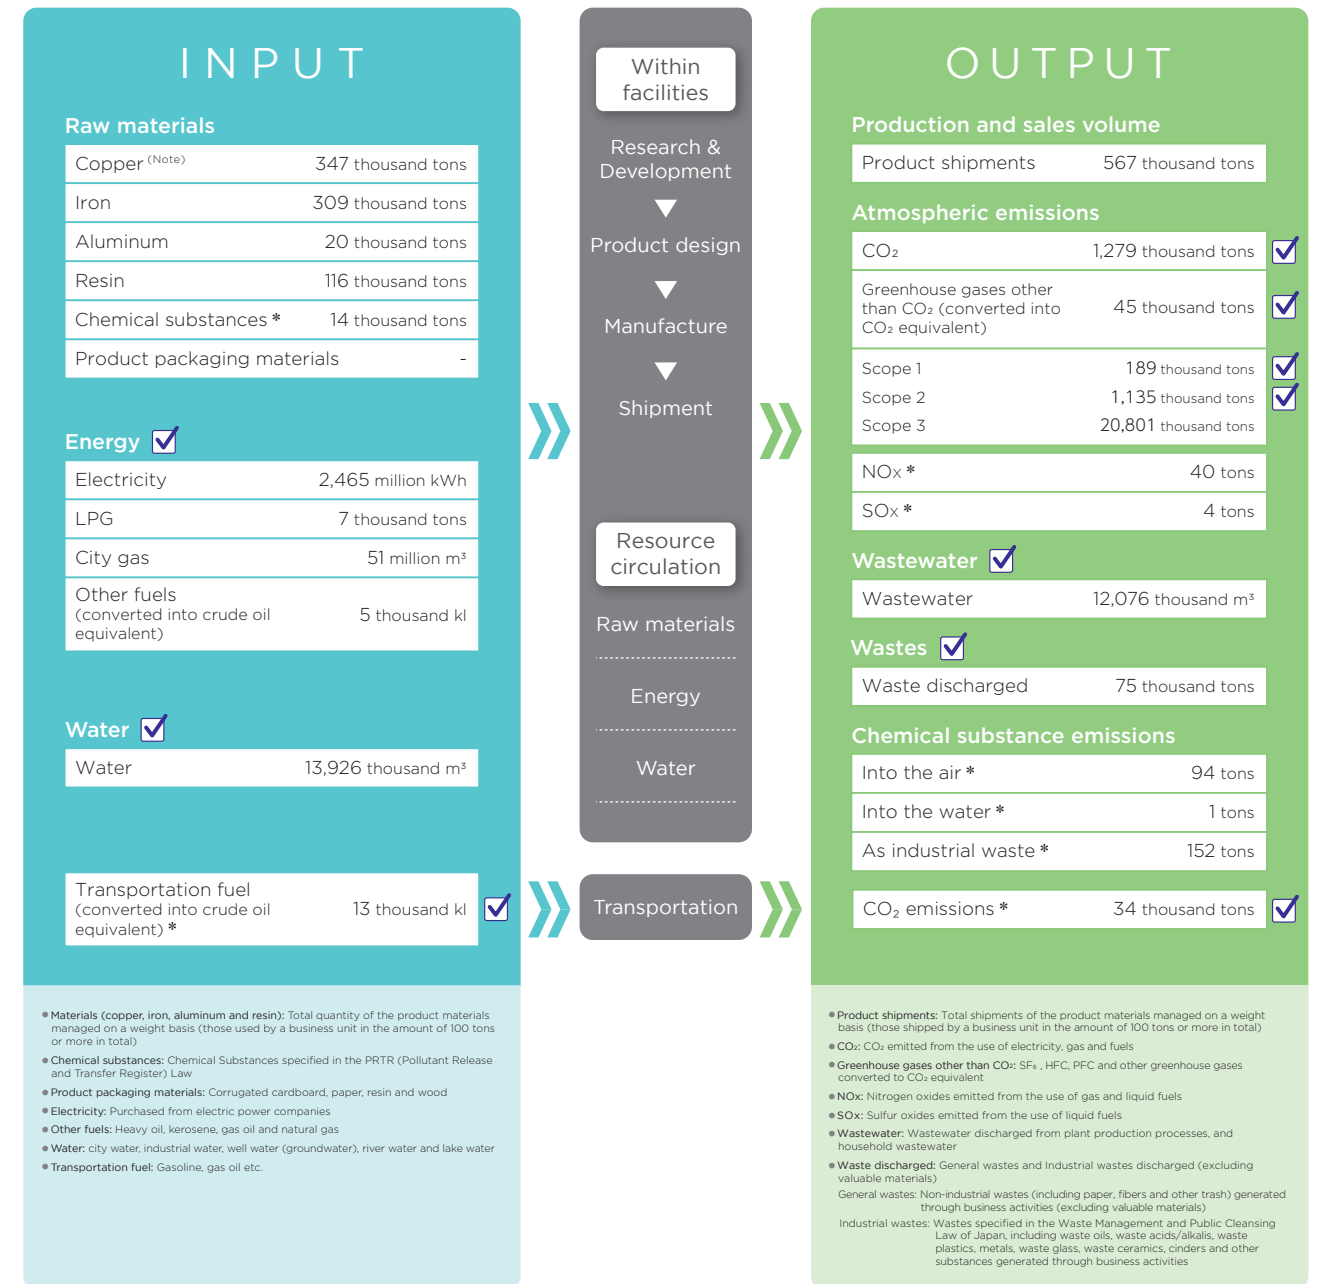 INPUT
Raw materials
Copper (Note) 347 thousand tons
Iron 309 thousand tons
Aluminum 20 thousand tons
Resin 116 thousand tons
Chemical substances * 14 thousand tons
Product packaging materials -
Energy
Electricity 2,465 million kWh
LPG 7 thousand tons
City gas 51 million m³
Other fuels
(converted into crude oil
equivalent)
5 thousand kl
Water
Water 13,926 thousand m³
Transportation fuel
(converted into crude oil
equivalent) *
13 thousand kl
● Materials (copper, iron, aluminum and resin): Total quantity of the product materials
managed on a weight basis (those used by a business unit in the amount of 100 tons
or more in total)
● Chemical substances: Chemical Substances specified in the PRTR (Pollutant Release
and Transfer Register) Law
● Product packaging materials: Corrugated cardboard, paper, resin and wood
● Electricity: Purchased from electric power companies
● Other fuels: Heavy oil, kerosene, gas oil and natural gas
● Water: city water, industrial water, well water (groundwater), river water and lake water
● Transportation fuel: Gasoline, gas oil etc.
Within
facilities
Research &
Development
Product design
Manufacture
Shipment
Resource
circulation
Raw materials
Energy
Water
Transportation
OUTPUT
Production and sales volume
Product shipments 567 thousand tons
Atmospheric emissions
CO₂ 1,279 thousand tons
Greenhouse gases other
than CO₂ (converted into
CO₂ equivalent)
45 thousand tons
Scope 1 189 thousand tons
Scope 2 1,135 thousand tons
Scope 3 20,801 thousand tons
NOx * 40 tons
SOx * 4 tons
Wastewater
Wastewater 12,076 thousand m³
Wastes
Waste discharged 75 thousand tons
Chemical substance emissions
Into the air * 94 tons
Into the water * 1 tons
As industrial waste * 152 tons
CO₂ emissions * 34 thousand tons
● Product shipments: Total shipments of the product materials managed on a weight
basis (those shipped by a business unit in the amount of 100 tons or more in total)
● CO₂: CO₂ emitted from the use of electricity, gas and fuels
● Greenhouse gases other than CO₂: SF₆ , HFC, PFC and other greenhouse gases
converted to CO₂ equivalent
● NOx: Nitrogen oxides emitted from the use of gas and liquid fuels
● SOx: Sulfur oxides emitted from the use of liquid fuels
● Wastewater: Wastewater discharged from plant production processes, and
household wastewater
● Waste discharged: General wastes and Industrial wastes discharged (excluding
valuable materials)
General wastes: Non-industrial wastes (including paper, fibers and other trash) generated
through business activities (excluding valuable materials)
Industrial wastes: Wastes specified in the Waste Management and Public Cleansing
Law of Japan, including waste oils, waste acids/alkalis, waste
plastics, metals, waste glass, waste ceramics, cinders and other
substances generated through business activities